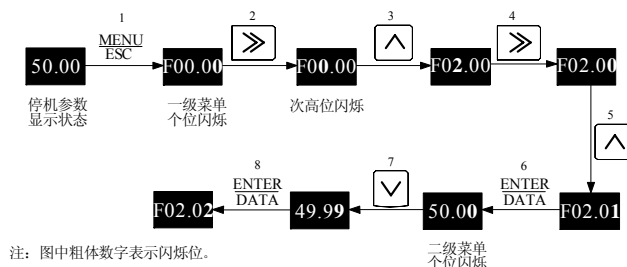 1
2
3
4
MENU
ESC
50.00
F00.00
F00.00
F02.00
F02.00
停机参数
显示状态
一级菜单
个位闪烁
次高位闪烁
5
8
7
6
ENTER
DATA
ENTER
DATA
F02.02
49.99
50.00
F02.01
二级菜单
个位闪烁
注：图中粗体数字表示闪烁位。